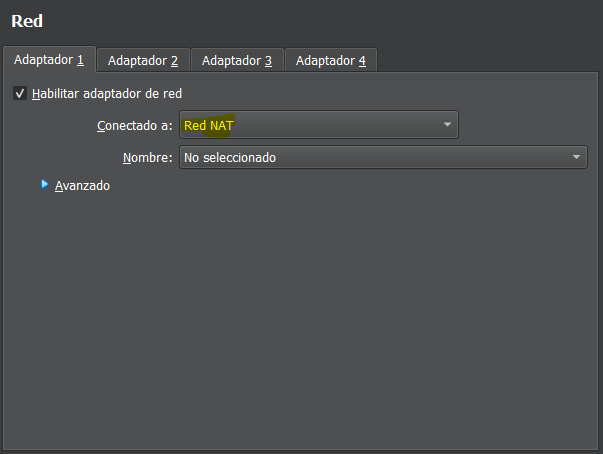 Red
Adaptador 1 Adaptador 2 Adaptador 3 Adaptador 4
Habilitar adaptador de red
Conectado a: Red NAT
Nombre: No seleccionado
Avanzado